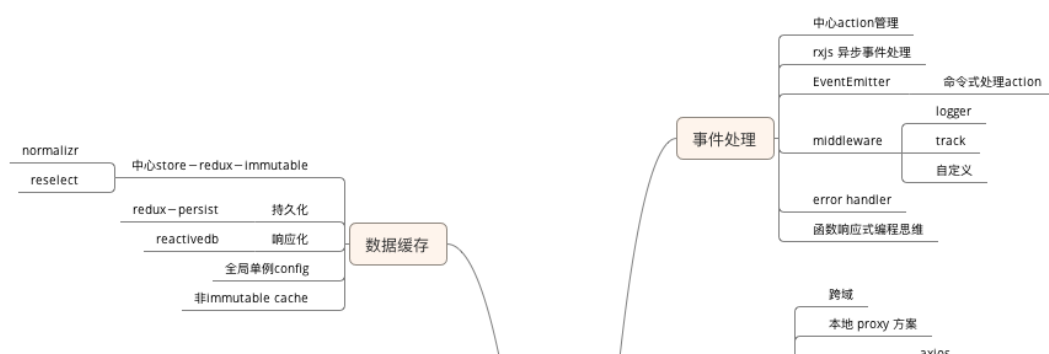 中心action管理
rxjs 异步事件处理
EventEmitter
命令式处理action
事件处理
middleware
logger
track
自定义
error handler
函数响应式编程思维
normalizr
reselect
中心store－redux－immutable
redux－persist
持久化
reactivedb
响应化
全局单例config
非immutable cache
数据缓存
跨域
本地 proxy 方案
axios